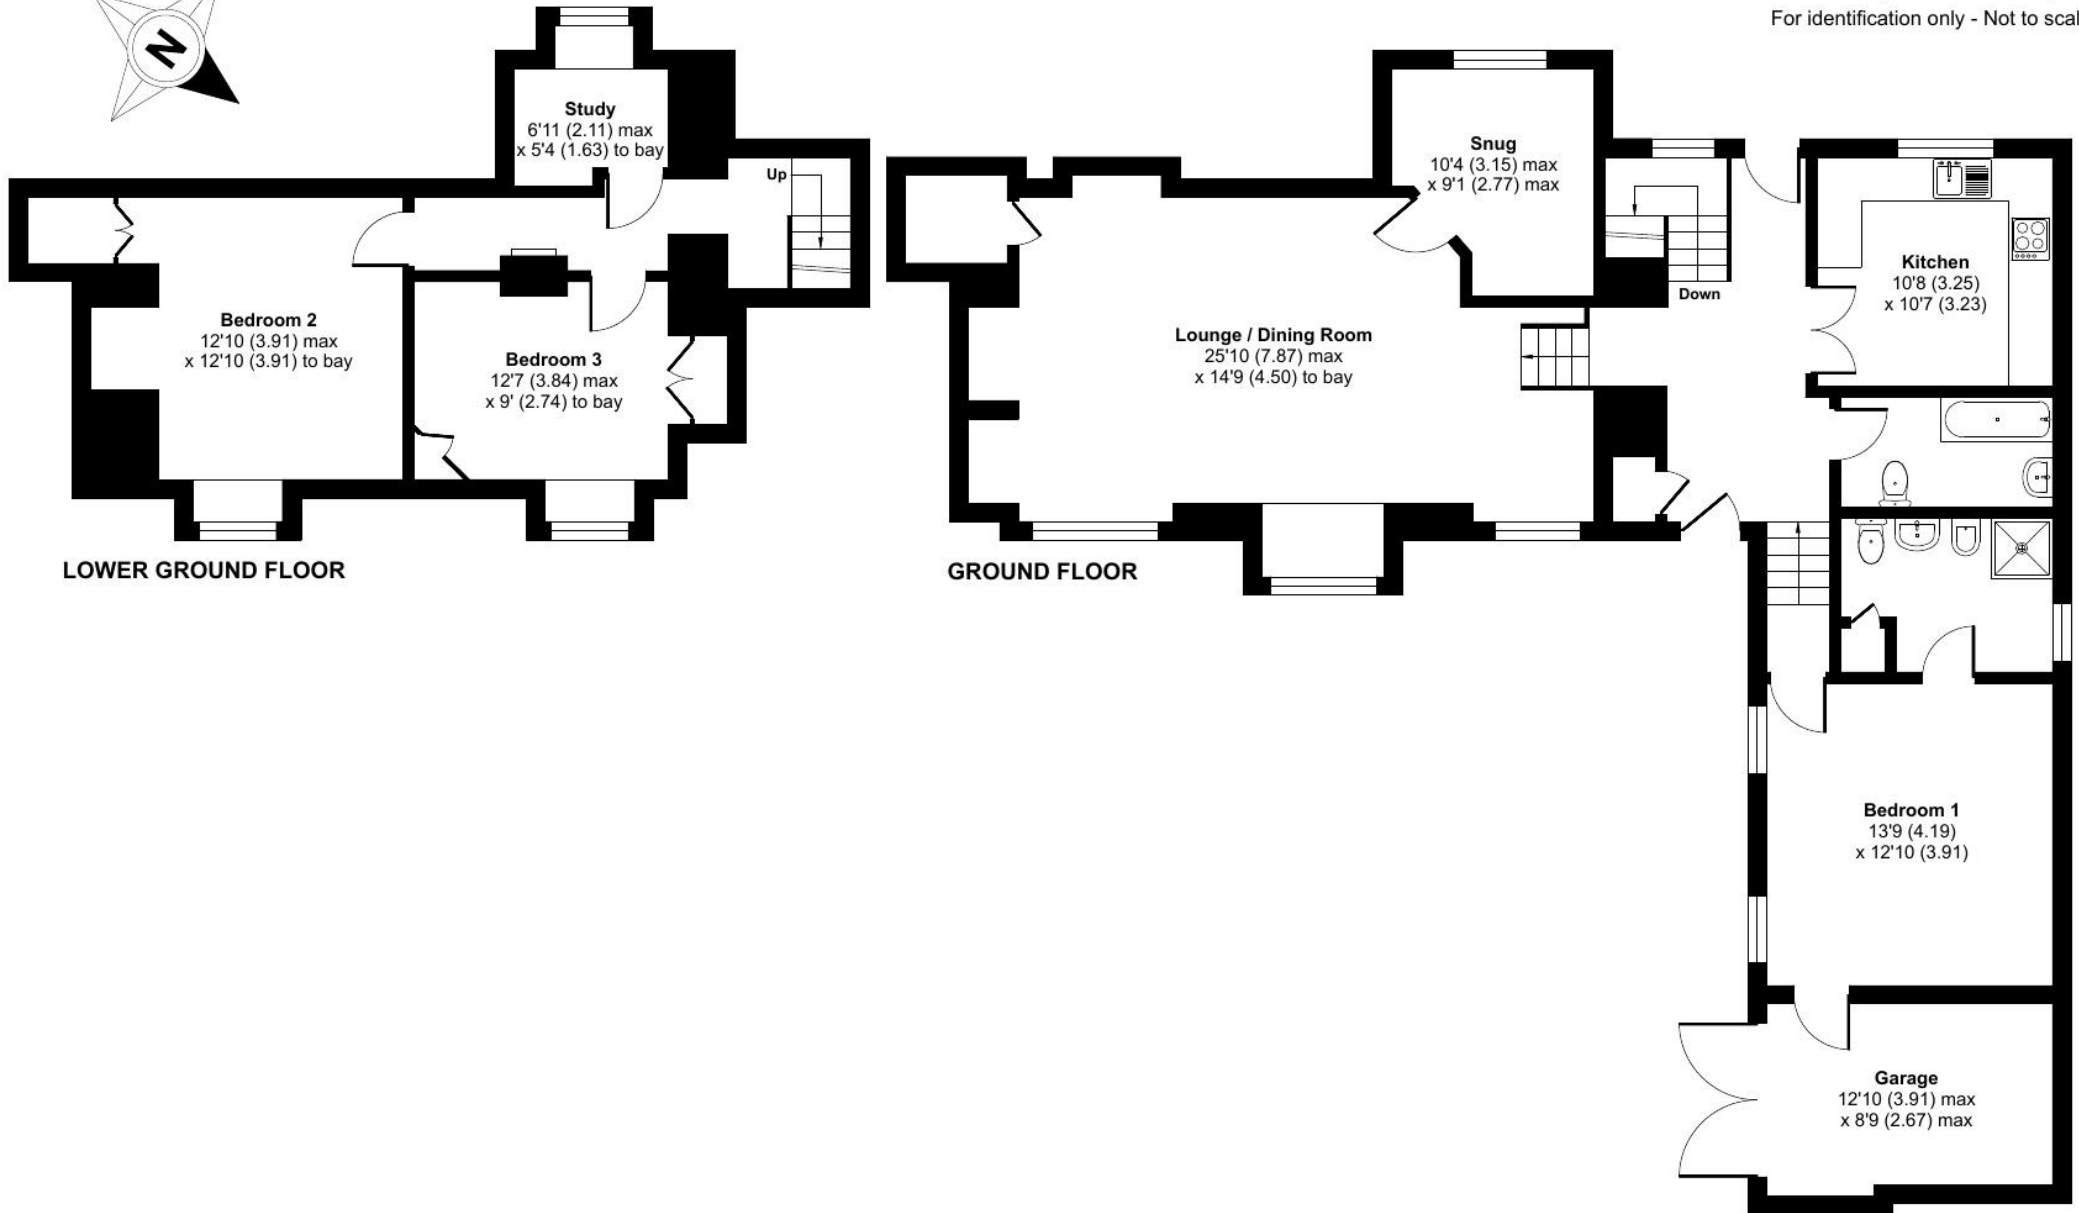 For identification only - Not to scal
N
Study
6'11 (2.11) max
x 5'4 (1.63) to bay
Up
Bedroom 2
12'10 (3.91) max
x 12'10 (3.91) to bay
Bedroom 3
12'7 (3.84) max
x 9' (2.74) to bay
LOWER GROUND FLOOR
Snug
10'4 (3.15) max
x 9'1 (2.77) max
Lounge / Dining Room
25'10 (7.87) max
x 14'9 (4.50) to bay
Down
Kitchen
10'8 (3.25)
x 10'7 (3.23)
GROUND FLOOR
Bedroom 1
13'9 (4.19)
x 12'10 (3.91)
Garage
12'10 (3.91) max
x 8'9 (2.67) max